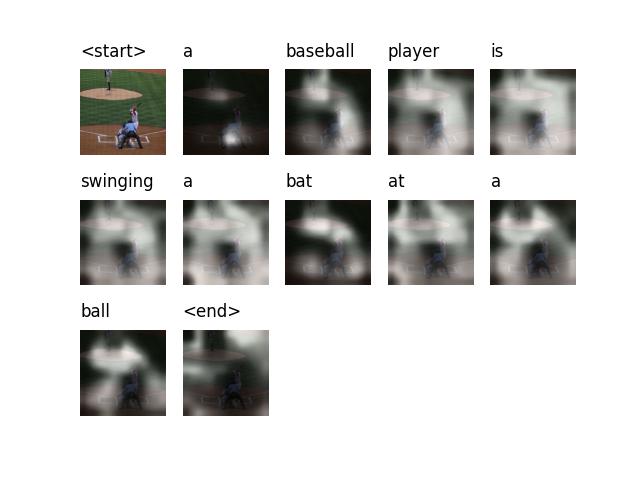 <start> a baseball player is
swinging a bat at a
ball <end>